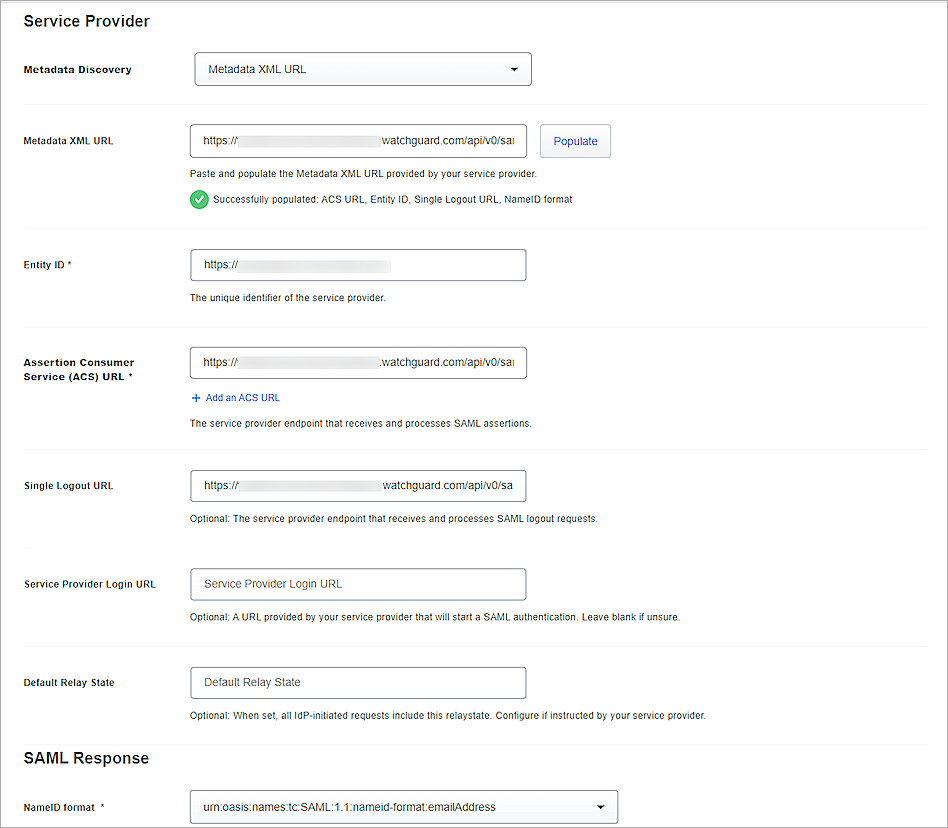 Service Provider
Metadata Discovery
Metadata XML URL
Metadata XML URL
https:// watchguard.com/api/v0/sar
Populate
Paste and populate the Metadata XML URL provided by your service provider.
Successfully populated: ACS URL, Entity ID, Single Logout URL, NameID format
Entity ID *
https://
The unique identifier of the service provider.
Assertion Consumer
Service (ACS) URL *
https:// .watchguard.com/api/v0/sar
+ Add an ACS URL
The service provider endpoint that receives and processes SAML assertions.
Single Logout URL
https:// watchguard.com/api/v0/sa
Optional: The service provider endpoint that receives and processes SAML logout requests.
Service Provider Login URL
Service Provider Login URL
Optional: A URL provided by your service provider that will start a SAML authentication. Leave blank if unsure.
Default Relay State
Default Relay State
Optional: When set, all IdP-initiated requests include this relaystate. Configure if instructed by your service provider.
SAML Response
NameID format *
urn:oasis:names:tc:SAML:1.1:nameid-format:emailAddress